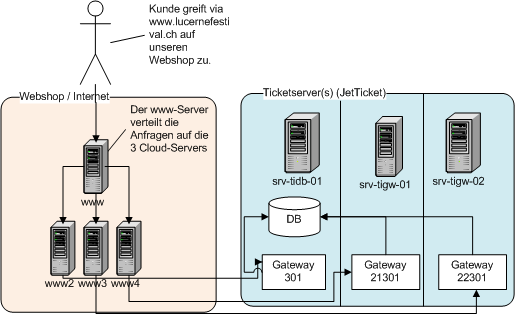 Kunde greift via
www.lucernefesti
val.ch auf
unseren
Webshop zu.
Webshop / Internet
Ticketserver(s) (JetTicket)
Der www-Server
verteilt die
Anfragen auf die
3 Cloud-Servers
www
srv-tidb-01
srv-tigw-01
srv-tigw-02
DB
www2
www3
www4
Gateway
301
Gateway
21301
Gateway
22301